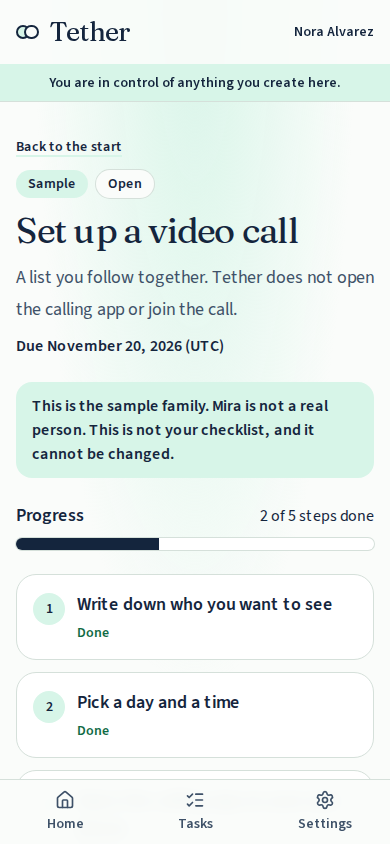 Tether
Nora Alvarez
You are in control of anything you create here.
Back to the start
Sample
Open
Set up a video call
A list you follow together. Tether does not open
the calling app or join the call.
Due November 20, 2026 (UTC)
This is the sample family. Mira is not a real
person. This is not your checklist, and it
cannot be changed.
Progress
2 of 5 steps done
1
Write down who you want to see
Done
2
Pick a day and a time
Done
Home
Tasks
Settings